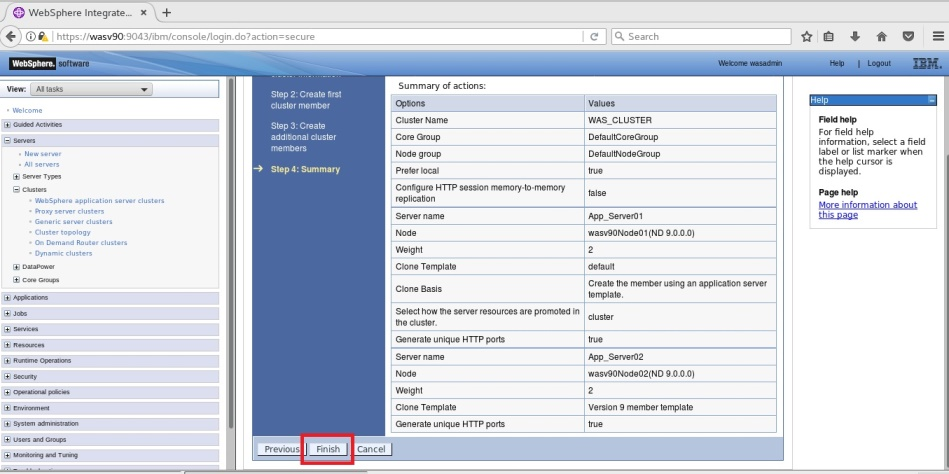 WebSphere Integrate...
https://wasv90:9043/ibm/console/login.do?action=secure
Search
WebSphere. software
Welcome wasadmin
Help | Logout
IBM.
View: All tasks
Welcome
Guided Activities
Servers
New server
All servers
Server Types
Clusters
WebSphere application server clusters
Proxy server clusters
Generic server clusters
Cluster topology
On Demand Router clusters
Dynamic clusters
DataPower
Core Groups
Applications
Jobs
Services
Resources
Runtime Operations
Security
Operational policies
Environment
System administration
Users and Groups
Monitoring and Tuning
Step 2: Create first
cluster member
Step 3: Create
additional cluster
members
Step 4: Summary
Summary of actions:
Options Values
Cluster Name WAS_CLUSTER
Core Group DefaultCoreGroup
Node group DefaultNodeGroup
Prefer local true
Configure HTTP session memory-to-memory
replication
false
Server name App_Server01
Node wasv90Node01(ND 9.0.0.0)
Weight 2
Clone Template default
Clone Basis
Create the member using an application server
template.
Select how the server resources are promoted in
the cluster.
cluster
Generate unique HTTP ports true
Server name App_Server02
Node wasv90Node02(ND 9.0.0.0)
Weight 2
Clone Template Version 9 member template
Generate unique HTTP ports true
Previous Finish Cancel
Help
Field help
For field help
information, select a
field label or list marker
when the help cursor is
displayed.
Page help
More information about
this page